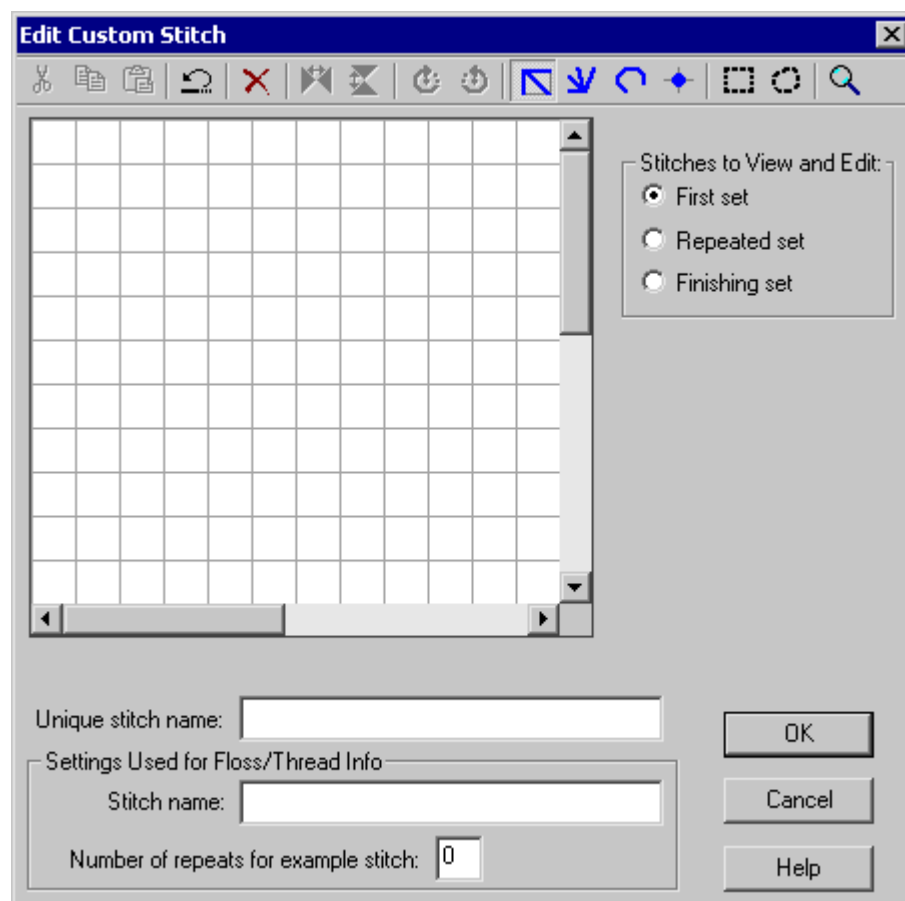 Edit Custom Stitch
Stitches to View and Edit:
First set
Repeated set
Finishing set
Unique stitch name:
OK
Settings Used for Floss/Thread Info
Stitch name:
Cancel
Number of repeats for example stitch: 0
Help